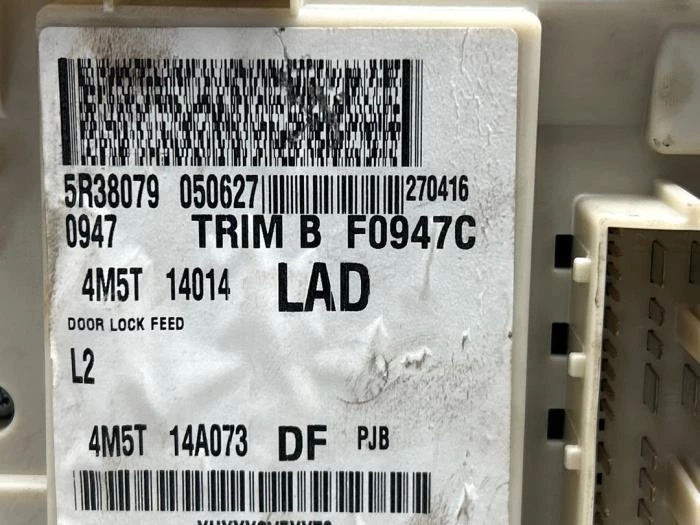 5R38079 050627 270416
0947 TRIM B F0947C
4M5T 14014 LAD
DOOR LOCK FEED
L2
4M5T 14A073 DF PJB